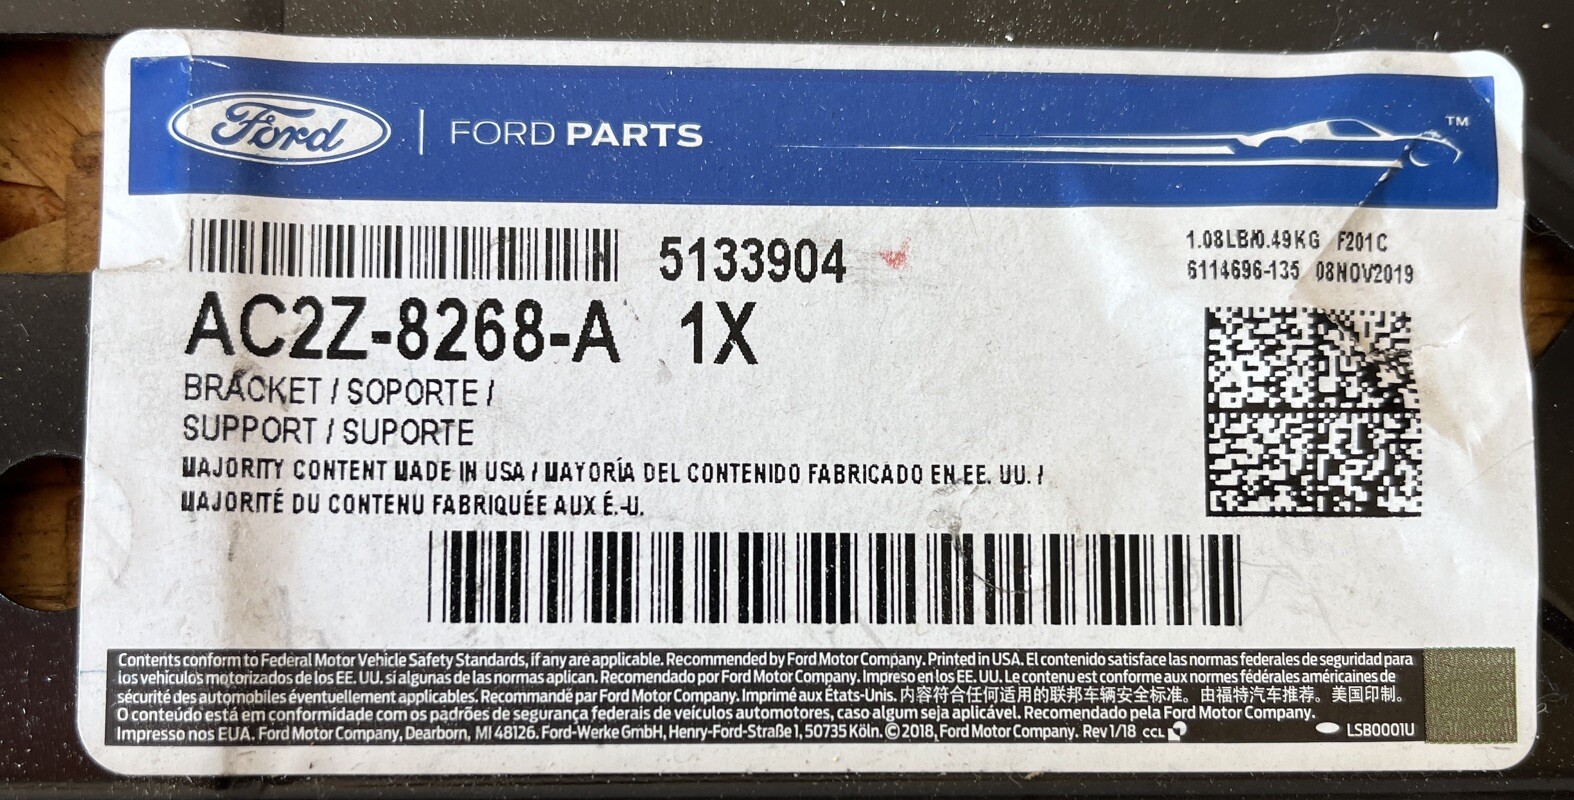 Ford FORD PARTS ™
5133904
1.08LB/0.49KG F201C
6114696-135 08NOV2019
AC2Z-8268-A 1X
BRACKET / SOPORTE /
SUPPORT / SUPORTE
MAJORITY CONTENT MADE IN USA / MAYORÍA DEL CONTENIDO FABRICADO EN EE. UU. /
MAJORITÉ DU CONTENU FABRIQUÉE AUX É.-U.
Contents conform to Federal Motor Vehicle Safety Standards, if any are applicable. Recommended by Ford Motor Company. Printed in USA. El contenido satisface las normas federales de seguridad para
los vehiculos motorizados de los EE. UU. si algunas de las normas aplican. Recomendado por Ford Motor Company. Impreso en los EE. UU. Le contenu est conforme aux normes fédérales américaines de
sécurité des automobiles éventuellement applicables. Recommandé par Ford Motor Company. Imprimé aux États-Unis. 内容符合任何适用的联邦车辆安全标准。由福特汽车推荐。美国印制。
O conteúdo está em conformidade com os padrões de segurança federais de veículos automotores, caso algum seja aplicável. Recomendado pela Ford Motor Company.
Impresso nos EUA. Ford Motor Company, Dearborn, MI 48126. Ford-Werke GmbH, Henry-Ford-Straße 1, 50735 Köln. © 2018, Ford Motor Company. Rev 1/18 CCL LSB0001U